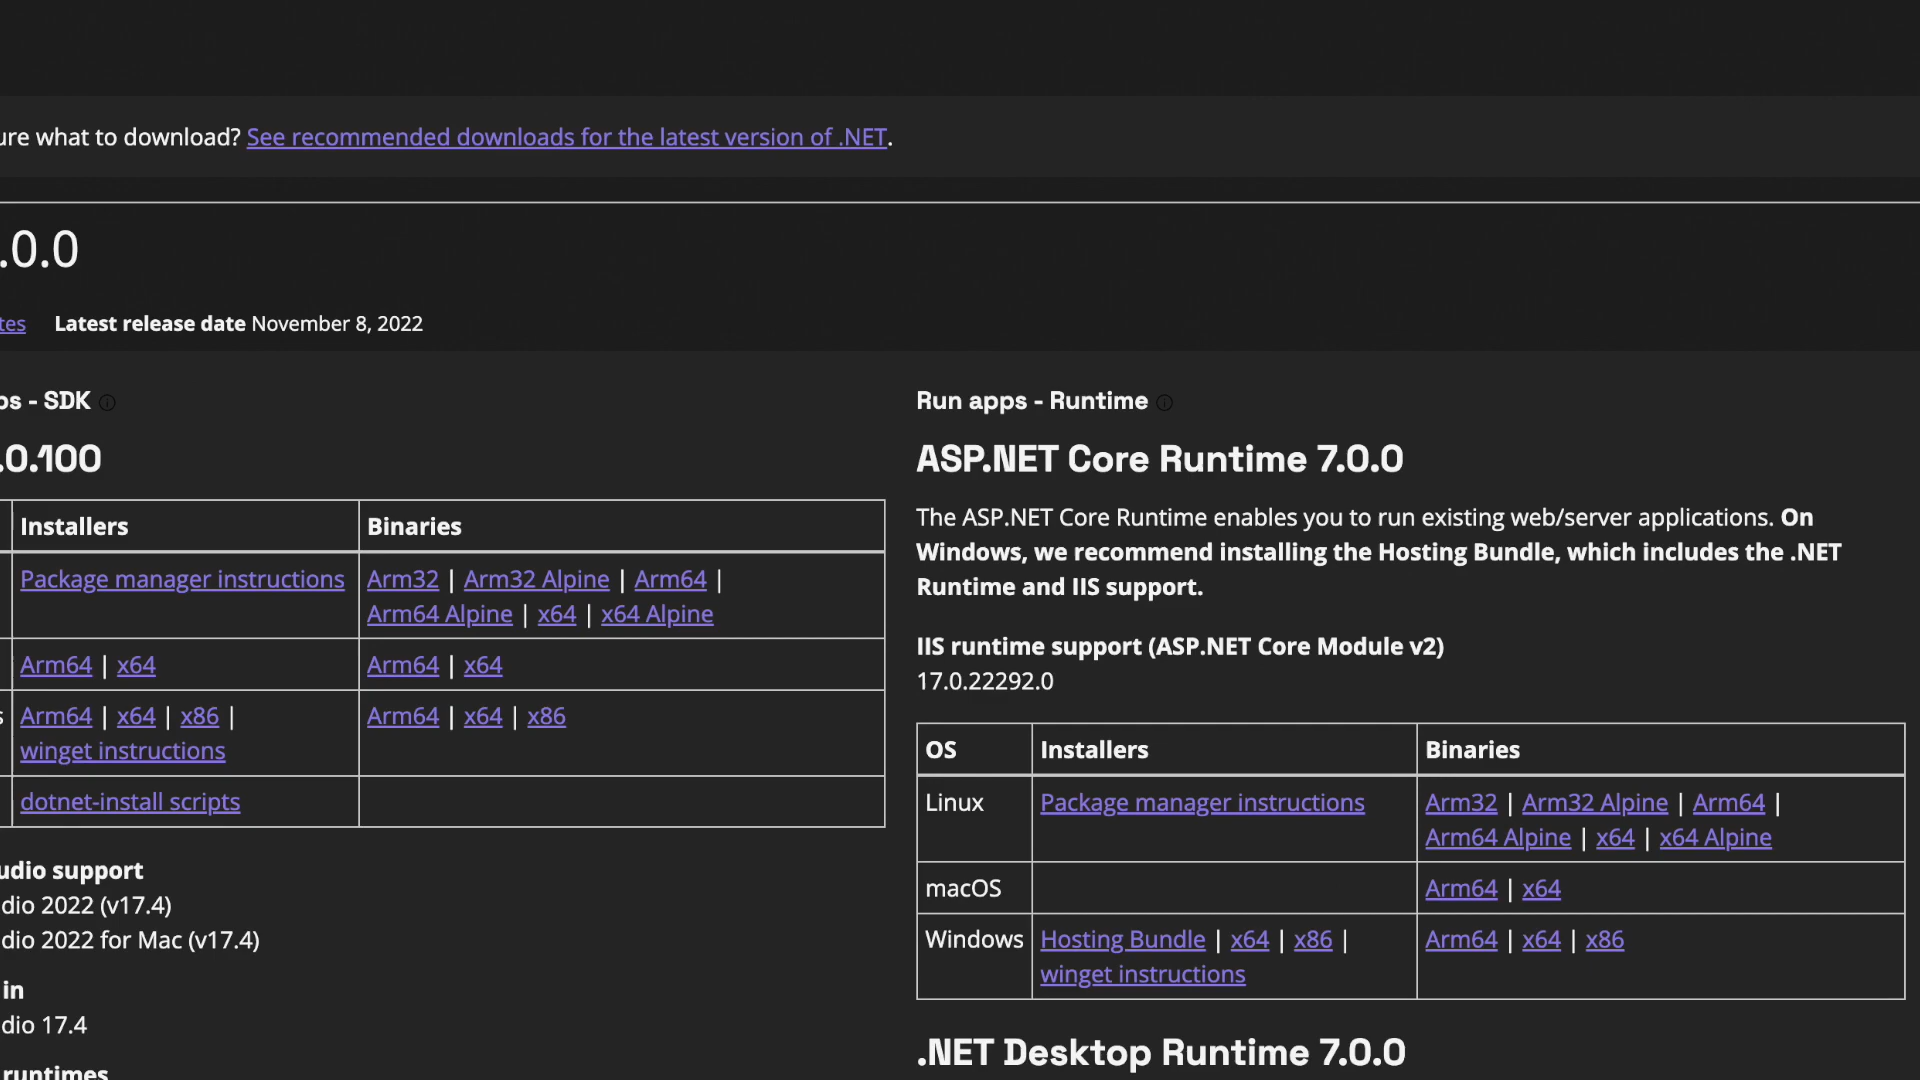 ure what to download? See recommended downloads for the latest version of .NET.
.0.0
tes Latest release date November 8, 2022
ps - SDK
.0.100
Installers Binaries
Package manager instructions Arm32 | Arm32 Alpine | Arm64 |
Arm64 Alpine | x64 | x64 Alpine
Arm64 | x64 Arm64 | x64
s Arm64 | x64 | x86 | Arm64 | x64 | x86
winget instructions
dotnet-install scripts
udio support
dio 2022 (v17.4)
dio 2022 for Mac (v17.4)
in
dio 17.4
runtimes
Run apps - Runtime
ASP.NET Core Runtime 7.0.0
The ASP.NET Core Runtime enables you to run existing web/server applications. On
Windows, we recommend installing the Hosting Bundle, which includes the .NET
Runtime and IIS support.
IIS runtime support (ASP.NET Core Module v2)
17.0.22292.0
OS Installers Binaries
Linux Package manager instructions Arm32 | Arm32 Alpine | Arm64 |
Arm64 Alpine | x64 | x64 Alpine
macOS Arm64 | x64
Windows Hosting Bundle | x64 | x86 | Arm64 | x64 | x86
winget instructions
.NET Desktop Runtime 7.0.0